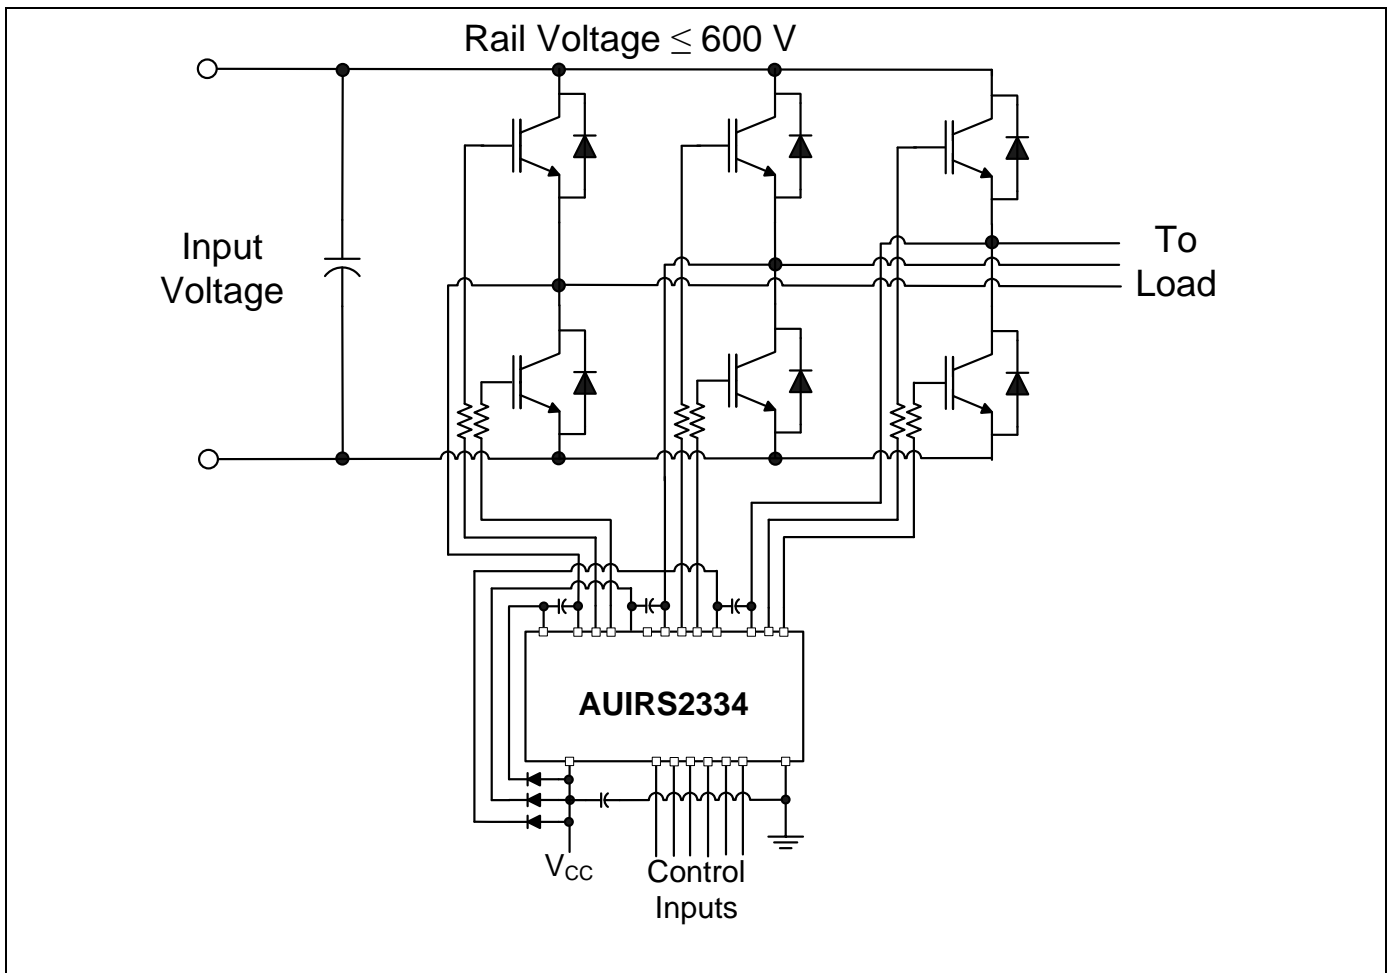 Rail Voltage ≤ 600 V
Input
Voltage
To
Load
AUIRS2334
VCC
Control
Inputs